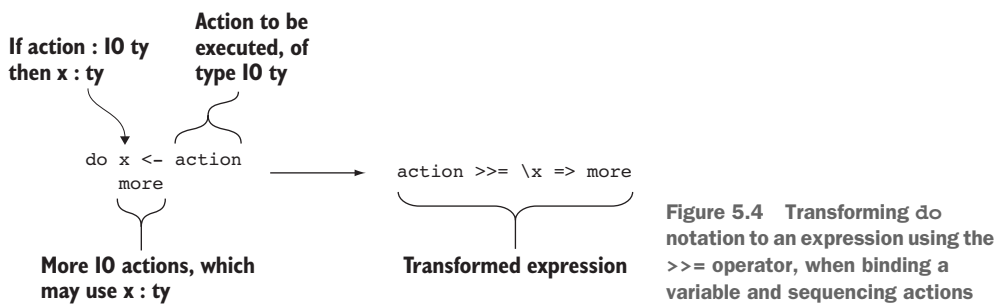 If action : IO ty
then x : ty
Action to be
executed, of
type IO ty
do x <- action
more
More IO actions, which
may use x : ty
action >>= \x => more
Transformed expression
Figure 5.4 Transforming do
notation to an expression using the
>>= operator, when binding a
variable and sequencing actions